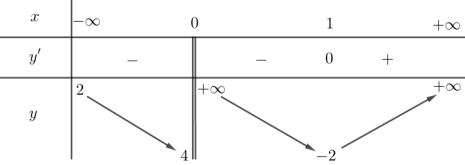 x −∞ 0 1 +∞
y′ − − 0 +
2 +∞ +∞
y
4 −2